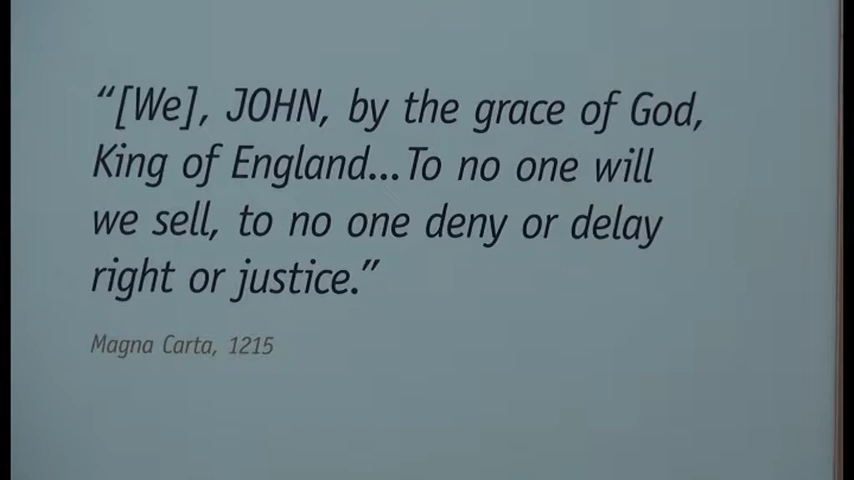 “[We], JOHN, by the grace of God,
King of England...To no one will
we sell, to no one deny or delay
right or justice.”
Magna Carta, 1215